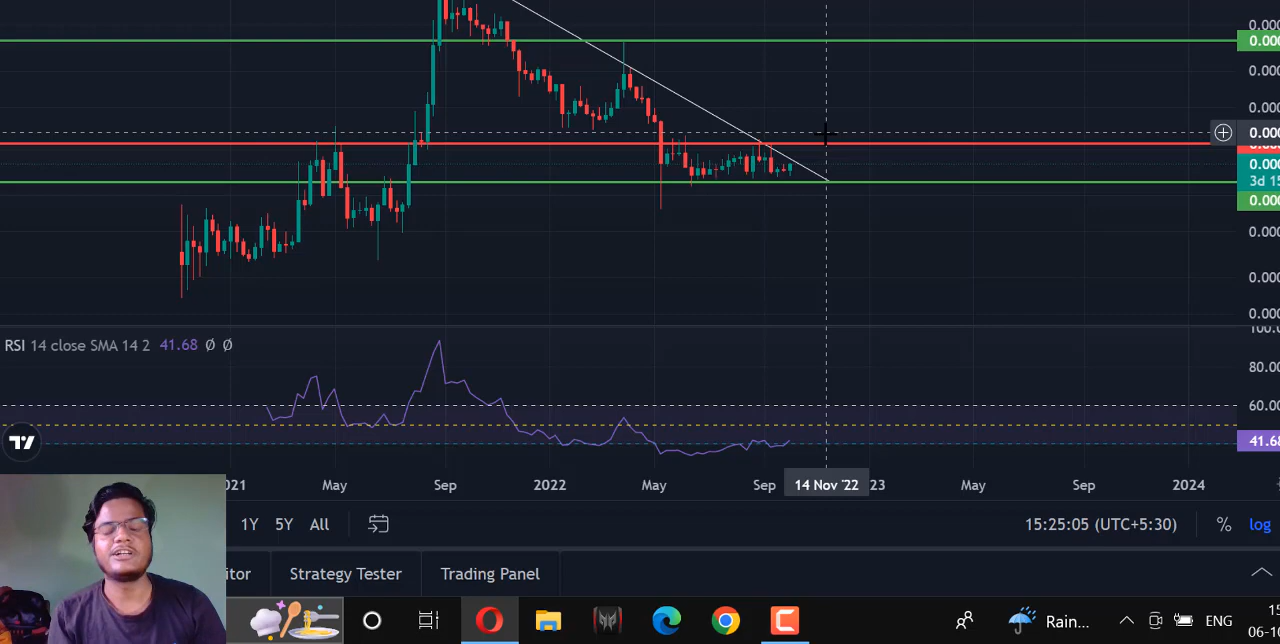 0.000
0.000
0.000
0.000
0.000
0.000
3d 15
0.000
0.000
0.000
0.000
100.0
RSI 14 close SMA 14 2 41.68 Ø Ø
80.00
60.00
41.68
2021 May Sep 2022 May Sep 14 Nov '22 23 May Sep 2024
1Y 5Y All 15:25:05 (UTC+5:30) % log
itor Strategy Tester Trading Panel
Rain... ENG
15
06-10